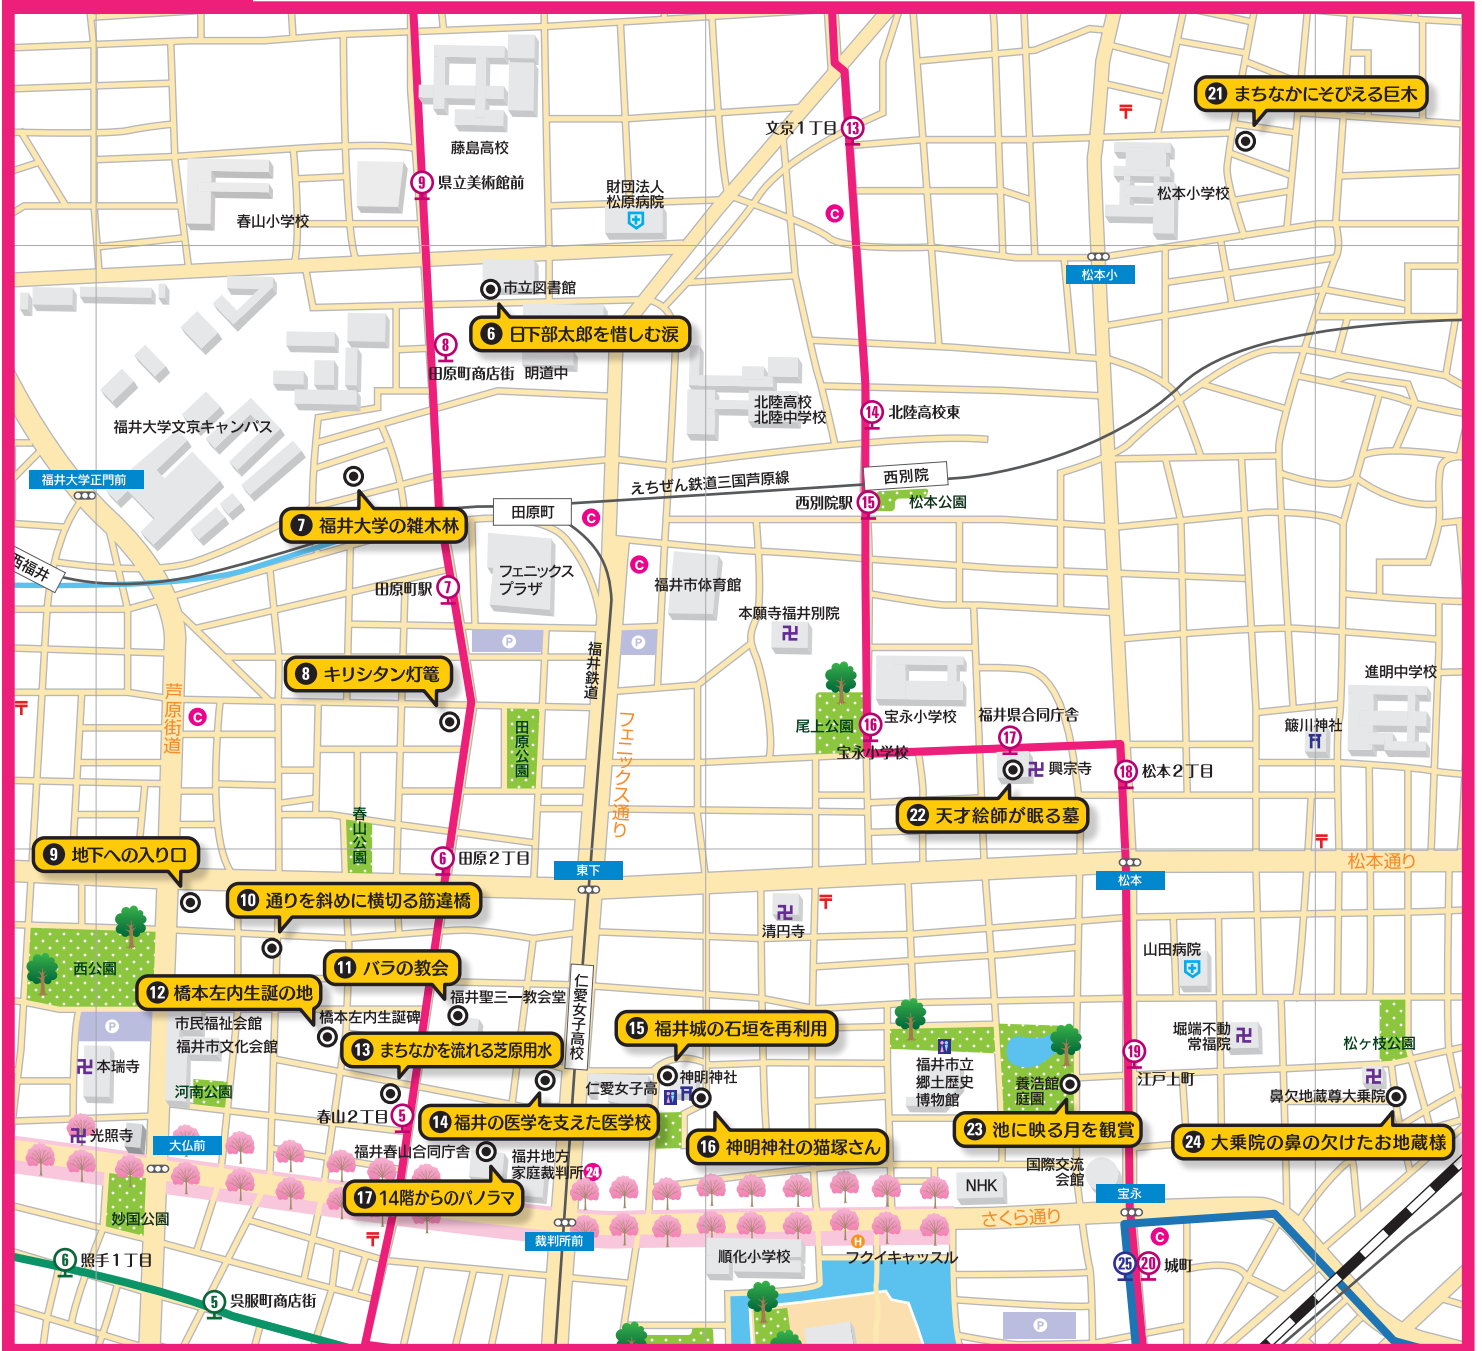 21 まちなかにそびえる巨木
文京1丁目 13
藤島高校
9 県立美術館前
財団法人
松原病院
松本小学校
春山小学校
C
松本小
市立図書館
6 日下部太郎を惜しむ涙
8
田原町商店街
明道中
北陸高校
北陸中学校
14 北陸高校東
福井大学文京キャンパス
福井大学正門前
えちぜん鉄道三国芦原線
西別院
西別院駅 15
松本公園
田原町
C
7 福井大学の雑木林
西福井
フェニックス
プラザ
C
福井市体育館
田原町駅 7
本願寺福井別院
P
P
福井鉄道
8 キリシタン灯篭
進明中学校
芦原街道
C
田原公園
フェニックス通り
尾上公園
16
宝永小学校
宝永小学校
福井県合同庁舎
17
簸川神社
興宗寺
18 松本2丁目
22 天才絵師が眠る墓
春山公園
9 地下への入り口
6 田原2丁目
東下
松本
松本通り
10 通りを斜めに横切る筋違橋
清円寺
山田病院
西公園
11 バラの教会
仁愛女子高校
12 橋本左内生誕の地
福井聖三一教会堂
橋本左内生誕碑
P
市民福祉会館
福井市文化会館
13 まちなかを流れる芝原用水
15 福井城の石垣を再利用
堀端不動
常福院
松ヶ枝公園
19
江戸上町
本瑞寺
河南公園
仁愛女子高
神明神社
福井市立
郷土歴史
博物館
養浩館
庭園
鼻欠地蔵尊大乗院
春山2丁目 5
14 福井の医学を支えた医学校
23 池に映る月を観賞
24 大乗院の鼻の欠けたお地蔵様
光照寺
大仏前
16 神明神社の猫塚さん
福井春山合同庁舎
福井地方
家庭裁判所
24
国際交流
会館
NHK
宝永
17 14階からのパノラマ
妙国公園
さくら通り
裁判所前
順化小学校
H
フクイキャッスル
C
6 照手1丁目
25 20 城町
5 呉服町商店街
P